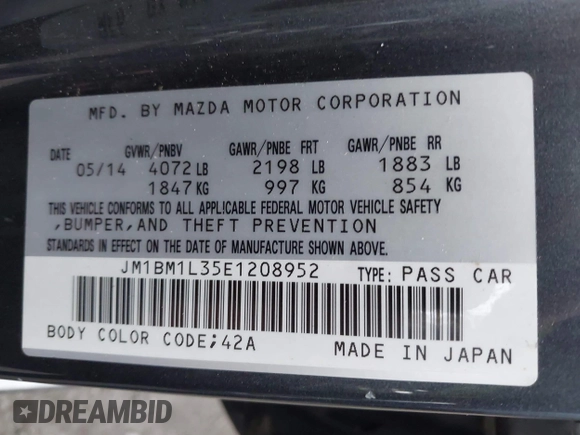 MFD. BY MAZDA MOTOR CORPORATION
DATE GVWR/PNBV GAWR/PNBE FRT GAWR/PNBE RR
05/14 4072 LB 2198 LB 1883 LB
1847 KG 997 KG 854 KG
THIS VEHICLE CONFORMS TO ALL APPLICABLE FEDERAL MOTOR VEHICLE SAFETY
,BUMPER,AND THEFT PREVENTION
STANDARDS IN EFFECT ON THE DATE OF MANUFACTURE SHOWN ABOVE.
JM1BM1L35E1208952 TYPE: PASS CAR
BODY COLOR CODE;42A MADE IN JAPAN
DREAMBID